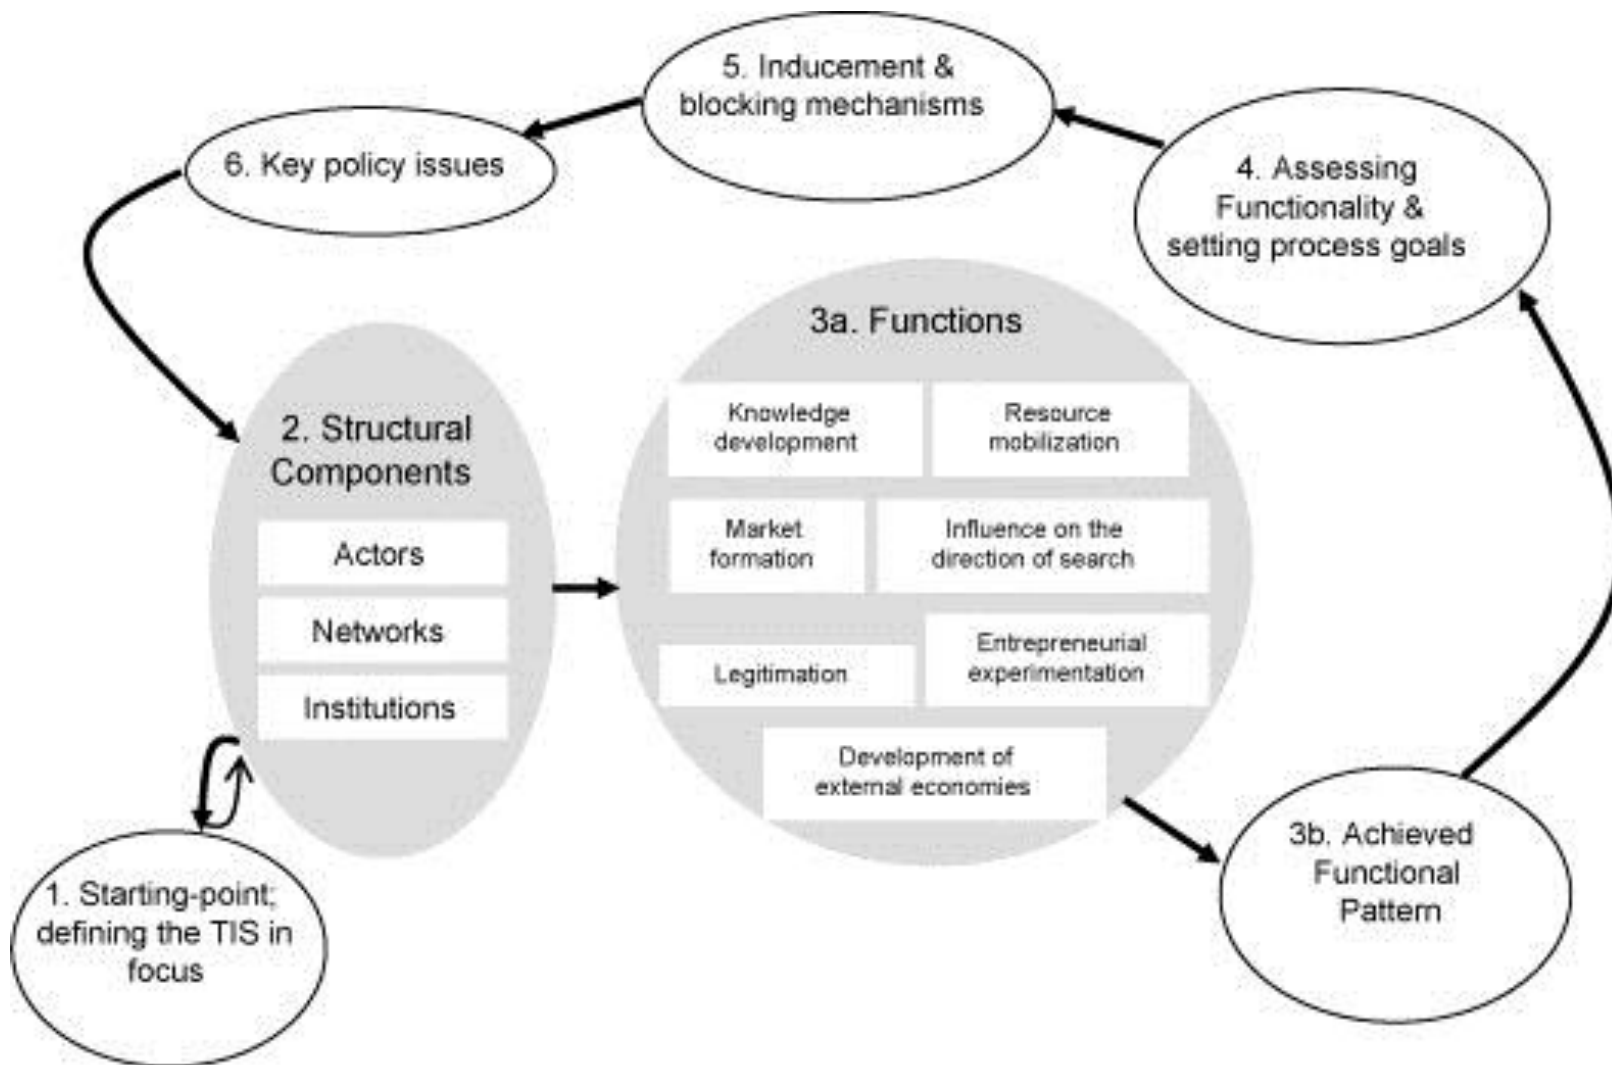 1. Starting-point;
defining the TIS in
focus
2. Structural
Components
Actors
Networks
Institutions
3a. Functions
Knowledge
development
Resource
mobilization
Market
formation
Influence on the
direction of search
Legitimation
Entrepreneurial
experimentation
Development of
external economies
3b. Achieved
Functional
Pattern
4. Assessing
Functionality &
setting process goals
5. Inducement &
blocking mechanisms
6. Key policy issues